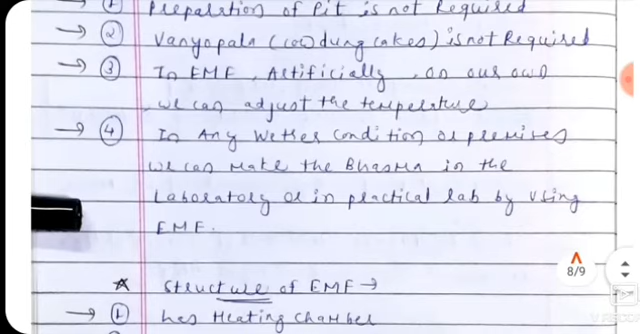 → ① Preparation of Pit is not Required
→ ② Vanyopala (cow dung cakes) is not Required
→ ③ In EMF, Artificially, on our own
we can adjust the temperature
→ ④ In Any Wether condition or premises
we can make the Bhasma in the
Laboratory or in practical lab by using
EMF.
8/9
☆ Structure of EMF →
→ ① has Heating chamber